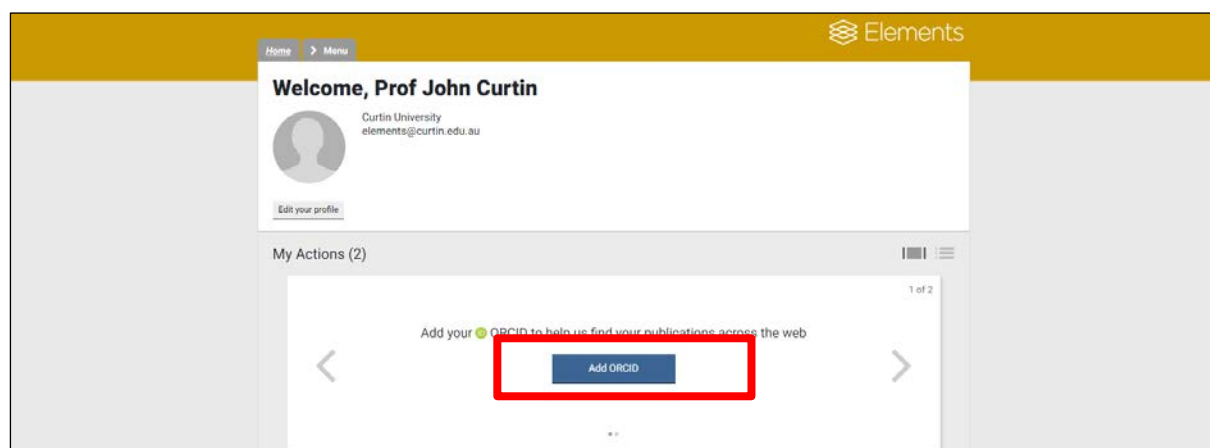 Elements
Home > Menu
Welcome, Prof John Curtin
Curtin University
elements@curtin.edu.au
Edit your profile
My Actions (2)
1 of 2
Add your iD ORCID to help us find your publications across the web
Add ORCID